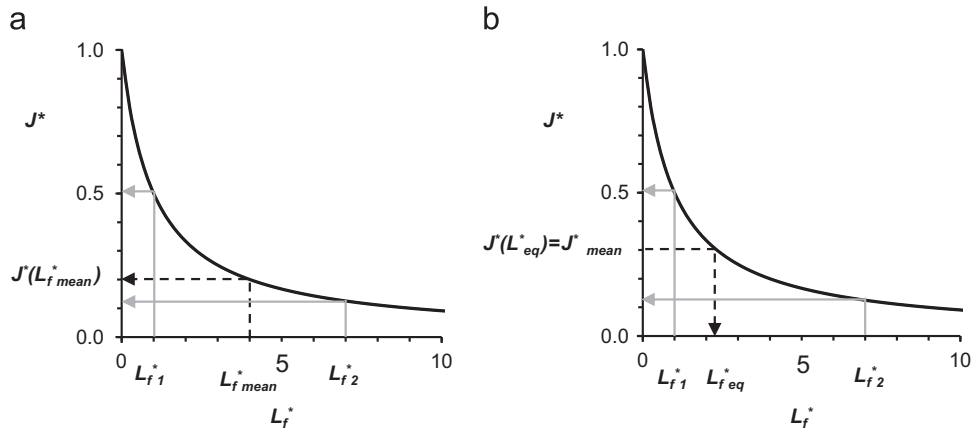 a
1.0
J*
0.5
J*(L*f mean)
0.0
0
5
10
L*f 1
L*f mean
L*f 2
L*f
b
1.0
J*
0.5
J*(L*eq)=J* mean
0.0
0
5
10
L*f 1
L*f eq
L*f 2
L*f